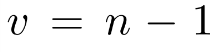 v = n − 1